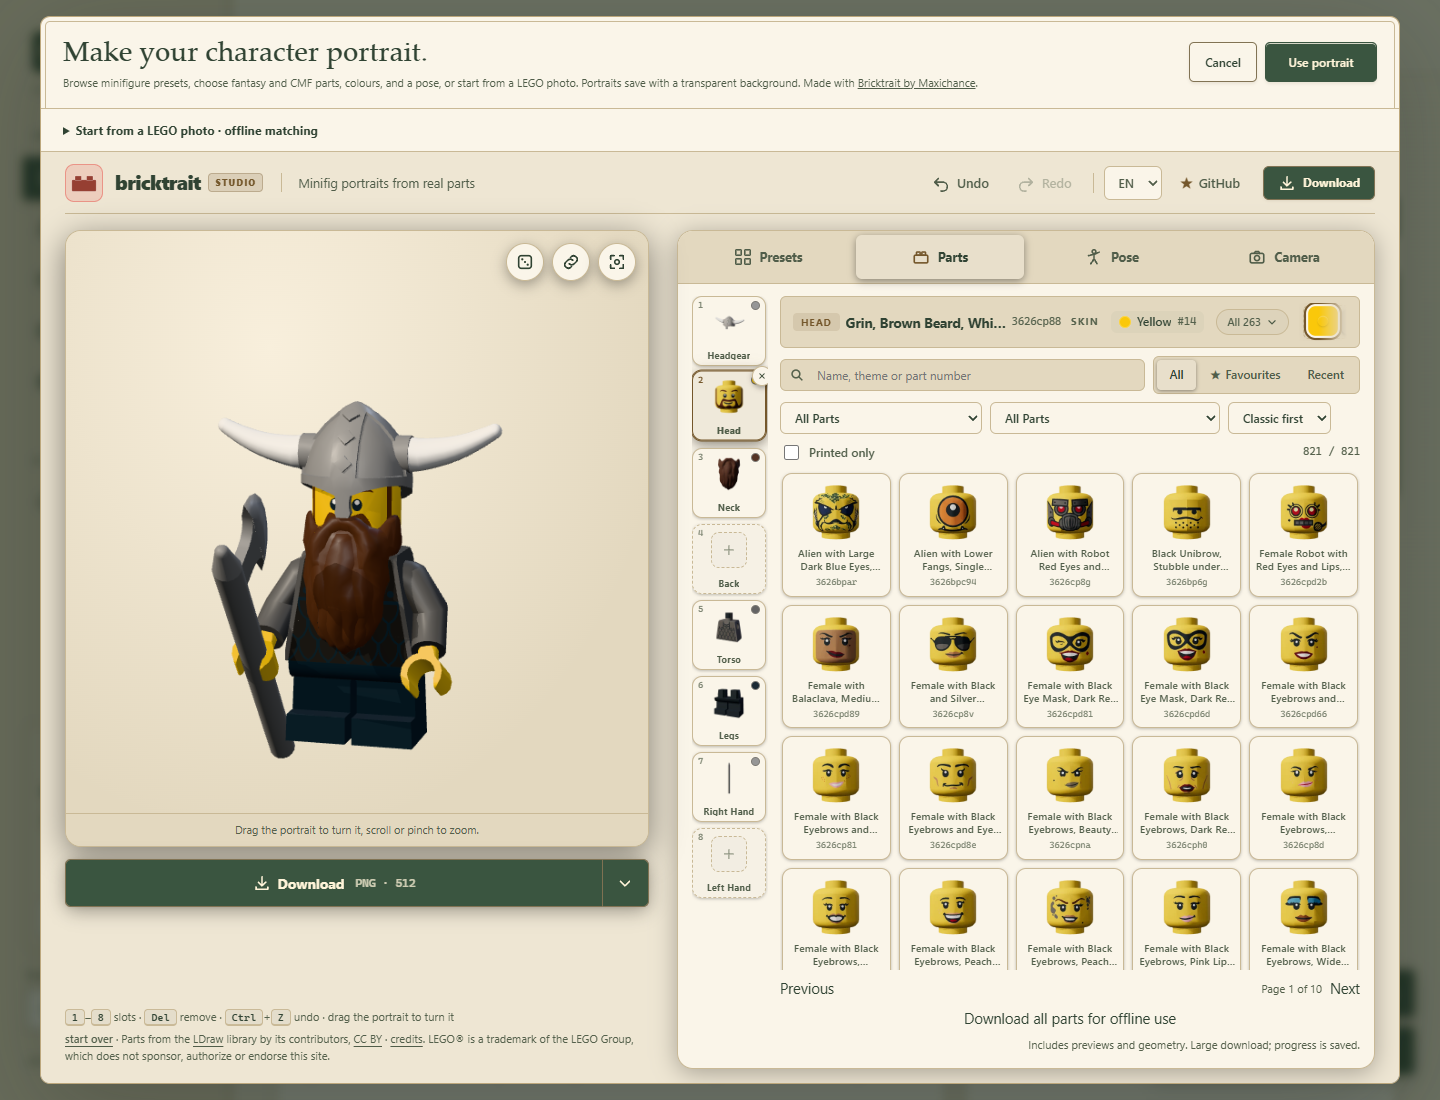 Make your character portrait.
Browse minifigure presets, choose fantasy and CMF parts, colours, and a pose, or start from a LEGO photo. Portraits save with a transparent background. Made with Bricktrait by Maxichance.
Cancel
Use portrait
Start from a LEGO photo · offline matching
bricktrait
STUDIO
Minifig portraits from real parts
Undo
Redo
EN
★ GitHub
Download
Presets
Parts
Pose
Camera
1
Headgear
2
×
Head
3
Neck
4
+
Back
5
Torso
6
Legs
7
Right Hand
8
+
Left Hand
HEAD
Grin, Brown Beard, Whi...
3626cp88
SKIN
Yellow #14
All 263
Name, theme or part number
All
★ Favourites
Recent
All Parts
All Parts
Classic first
Printed only
821 / 821
Alien with Large
Dark Blue Eyes,...
3626bpar
Alien with Lower
Fangs, Single...
3626bpc94
Alien with Robot
Red Eyes and...
3626cp8g
Black Unibrow,
Stubble under...
3626bp6g
Female Robot with
Red Eyes and Lips,...
3626cpd2b
Female with
Balaclava, Mediu...
3626cpd89
Female with Black
and Silver...
3626cp8v
Female with Black
Eye Mask, Dark Re...
3626cpd81
Female with Black
Eye Mask, Dark Re...
3626cpd6d
Female with Black
Eyebrows and...
3626cpd66
Female with Black
Eyebrows and...
3626cp81
Female with Black
Eyebrows and Eye...
3626cpd8e
Female with Black
Eyebrows, Beauty...
3626cpna
Female with Black
Eyebrows, Dark Re...
3626cph0
Female with Black
Eyebrows,...
3626cp8d
Female with Black
Eyebrows,...
Female with Black
Eyebrows, Peach...
Female with Black
Eyebrows, Peach...
Female with Black
Eyebrows, Pink Lip...
Female with Black
Eyebrows, Wide...
Previous
Page 1 of 10
Next
Download all parts for offline use
Includes previews and geometry. Large download; progress is saved.
Drag the portrait to turn it, scroll or pinch to zoom.
Download PNG · 512
1–8 slots · Del remove · Ctrl+Z undo · drag the portrait to turn it
start over · Parts from the LDraw library by its contributors, CC BY · credits. LEGO® is a trademark of the LEGO Group,
which does not sponsor, authorize or endorse this site.